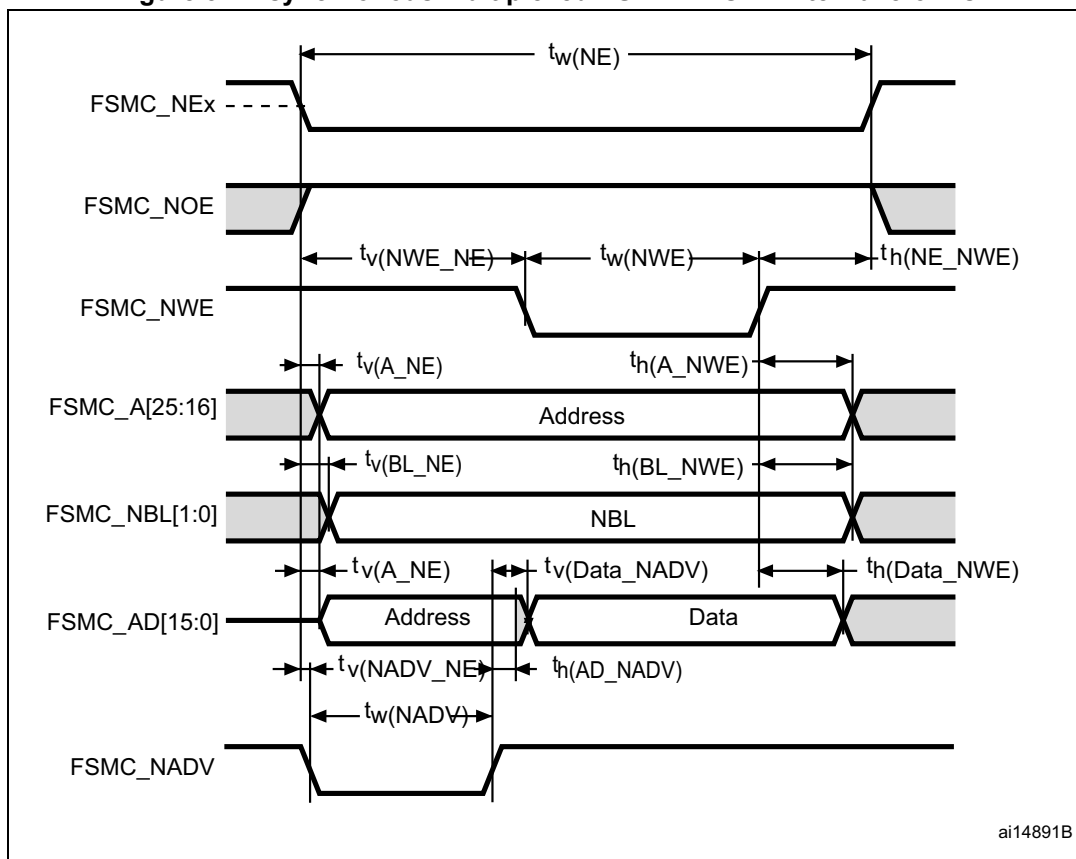 tw(NE)
FSMC_NEx
FSMC_NOE
tv(NWE_NE)
tw(NWE)
th(NE_NWE)
FSMC_NWE
tv(A_NE)
th(A_NWE)
FSMC_A[25:16]
Address
tv(BL_NE)
th(BL_NWE)
FSMC_NBL[1:0]
NBL
tv(A_NE)
tv(Data_NADV)
th(Data_NWE)
FSMC_AD[15:0]
Address
Data
tv(NADV_NE)
th(AD_NADV)
tw(NADV)
FSMC_NADV
ai14891B